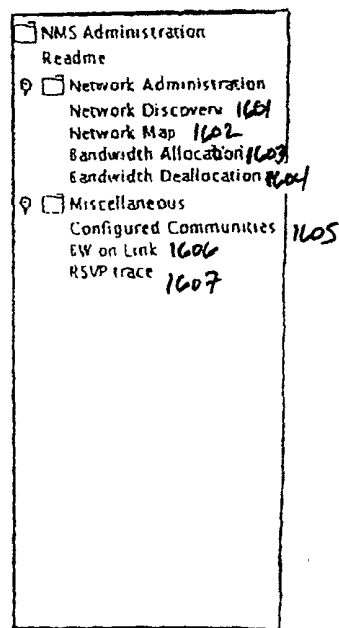 NMS Administration
Readme
Network Administration
Network Discovery 1601
Network Map 1602
Bandwidth Allocation 1603
Bandwidth Deallocation 1604
Miscellaneous
Configured Communities 1605
BW on Link 1606
RSVP trace 1607